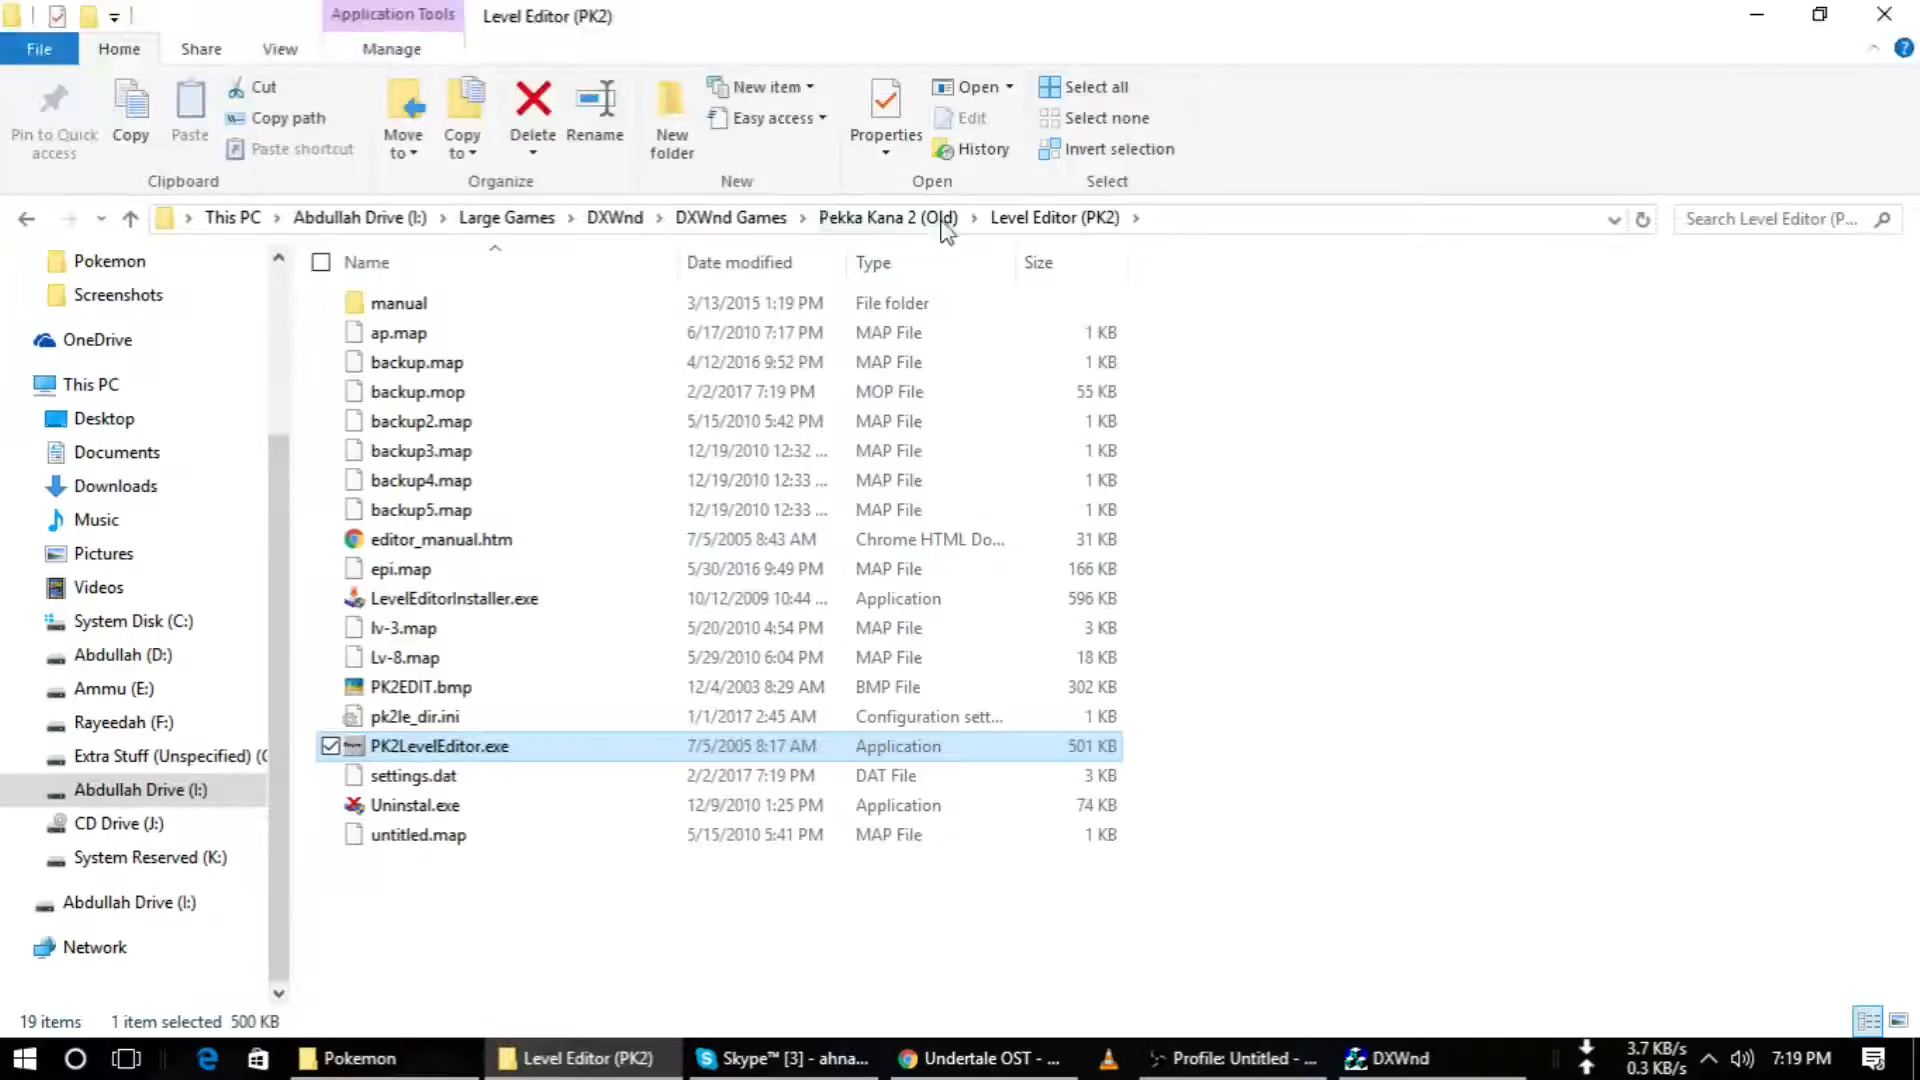 Application Tools
Level Editor (PK2)
File
Home
Share
View
Manage
Pin to Quick access
Copy
Paste
Cut
Copy path
Paste shortcut
Clipboard
Move to
Copy to
Delete
Rename
Organize
New folder
New item
Easy access
New
Properties
Open
Edit
History
Open
Select all
Select none
Invert selection
Select
This PC > Abdullah Drive (I:) > Large Games > DXWnd > DXWnd Games > Pekka Kana 2 (Old) > Level Editor (PK2) >
Search Level Editor (P...
Pokemon
Screenshots
OneDrive
This PC
Desktop
Documents
Downloads
Music
Pictures
Videos
System Disk (C:)
Abdullah (D:)
Ammu (E:)
Rayeedah (F:)
Extra Stuff (Unspecified) (
Abdullah Drive (I:)
CD Drive (J:)
System Reserved (K:)
Abdullah Drive (I:)
Network
Name Date modified Type Size
manual 3/13/2015 1:19 PM File folder
ap.map 6/17/2010 7:17 PM MAP File 1 KB
backup.map 4/12/2016 9:52 PM MAP File 1 KB
backup.mop 2/2/2017 7:19 PM MOP File 55 KB
backup2.map 5/15/2010 5:42 PM MAP File 1 KB
backup3.map 12/19/2010 12:32 ... MAP File 1 KB
backup4.map 12/19/2010 12:33 ... MAP File 1 KB
backup5.map 12/19/2010 12:33 ... MAP File 1 KB
editor_manual.htm 7/5/2005 8:43 AM Chrome HTML Do... 31 KB
epi.map 5/30/2016 9:49 PM MAP File 166 KB
LevelEditorInstaller.exe 10/12/2009 10:44 ... Application 596 KB
lv-3.map 5/20/2010 4:54 PM MAP File 3 KB
Lv-8.map 5/29/2010 6:04 PM MAP File 18 KB
PK2EDIT.bmp 12/4/2003 8:29 AM BMP File 302 KB
pk2le_dir.ini 1/1/2017 2:45 AM Configuration sett... 1 KB
PK2LevelEditor.exe 7/5/2005 8:17 AM Application 501 KB
settings.dat 2/2/2017 7:19 PM DAT File 3 KB
Uninstal.exe 12/9/2010 1:25 PM Application 74 KB
untitled.map 5/15/2010 5:41 PM MAP File 1 KB
19 items 1 item selected 500 KB
Pokemon
Level Editor (PK2)
Skype™ [3] - ahna...
Undertale OST - ...
Profile: Untitled - ...
DXWnd
3.7 KB/s
0.3 KB/s
7:19 PM